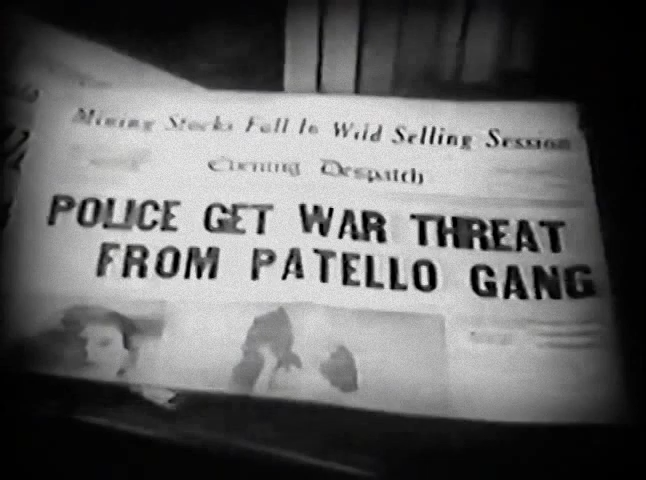 Mining Stocks Fall In Wild Selling Session
Evening Despatch
POLICE GET WAR THREAT
FROM PATELLO GANG